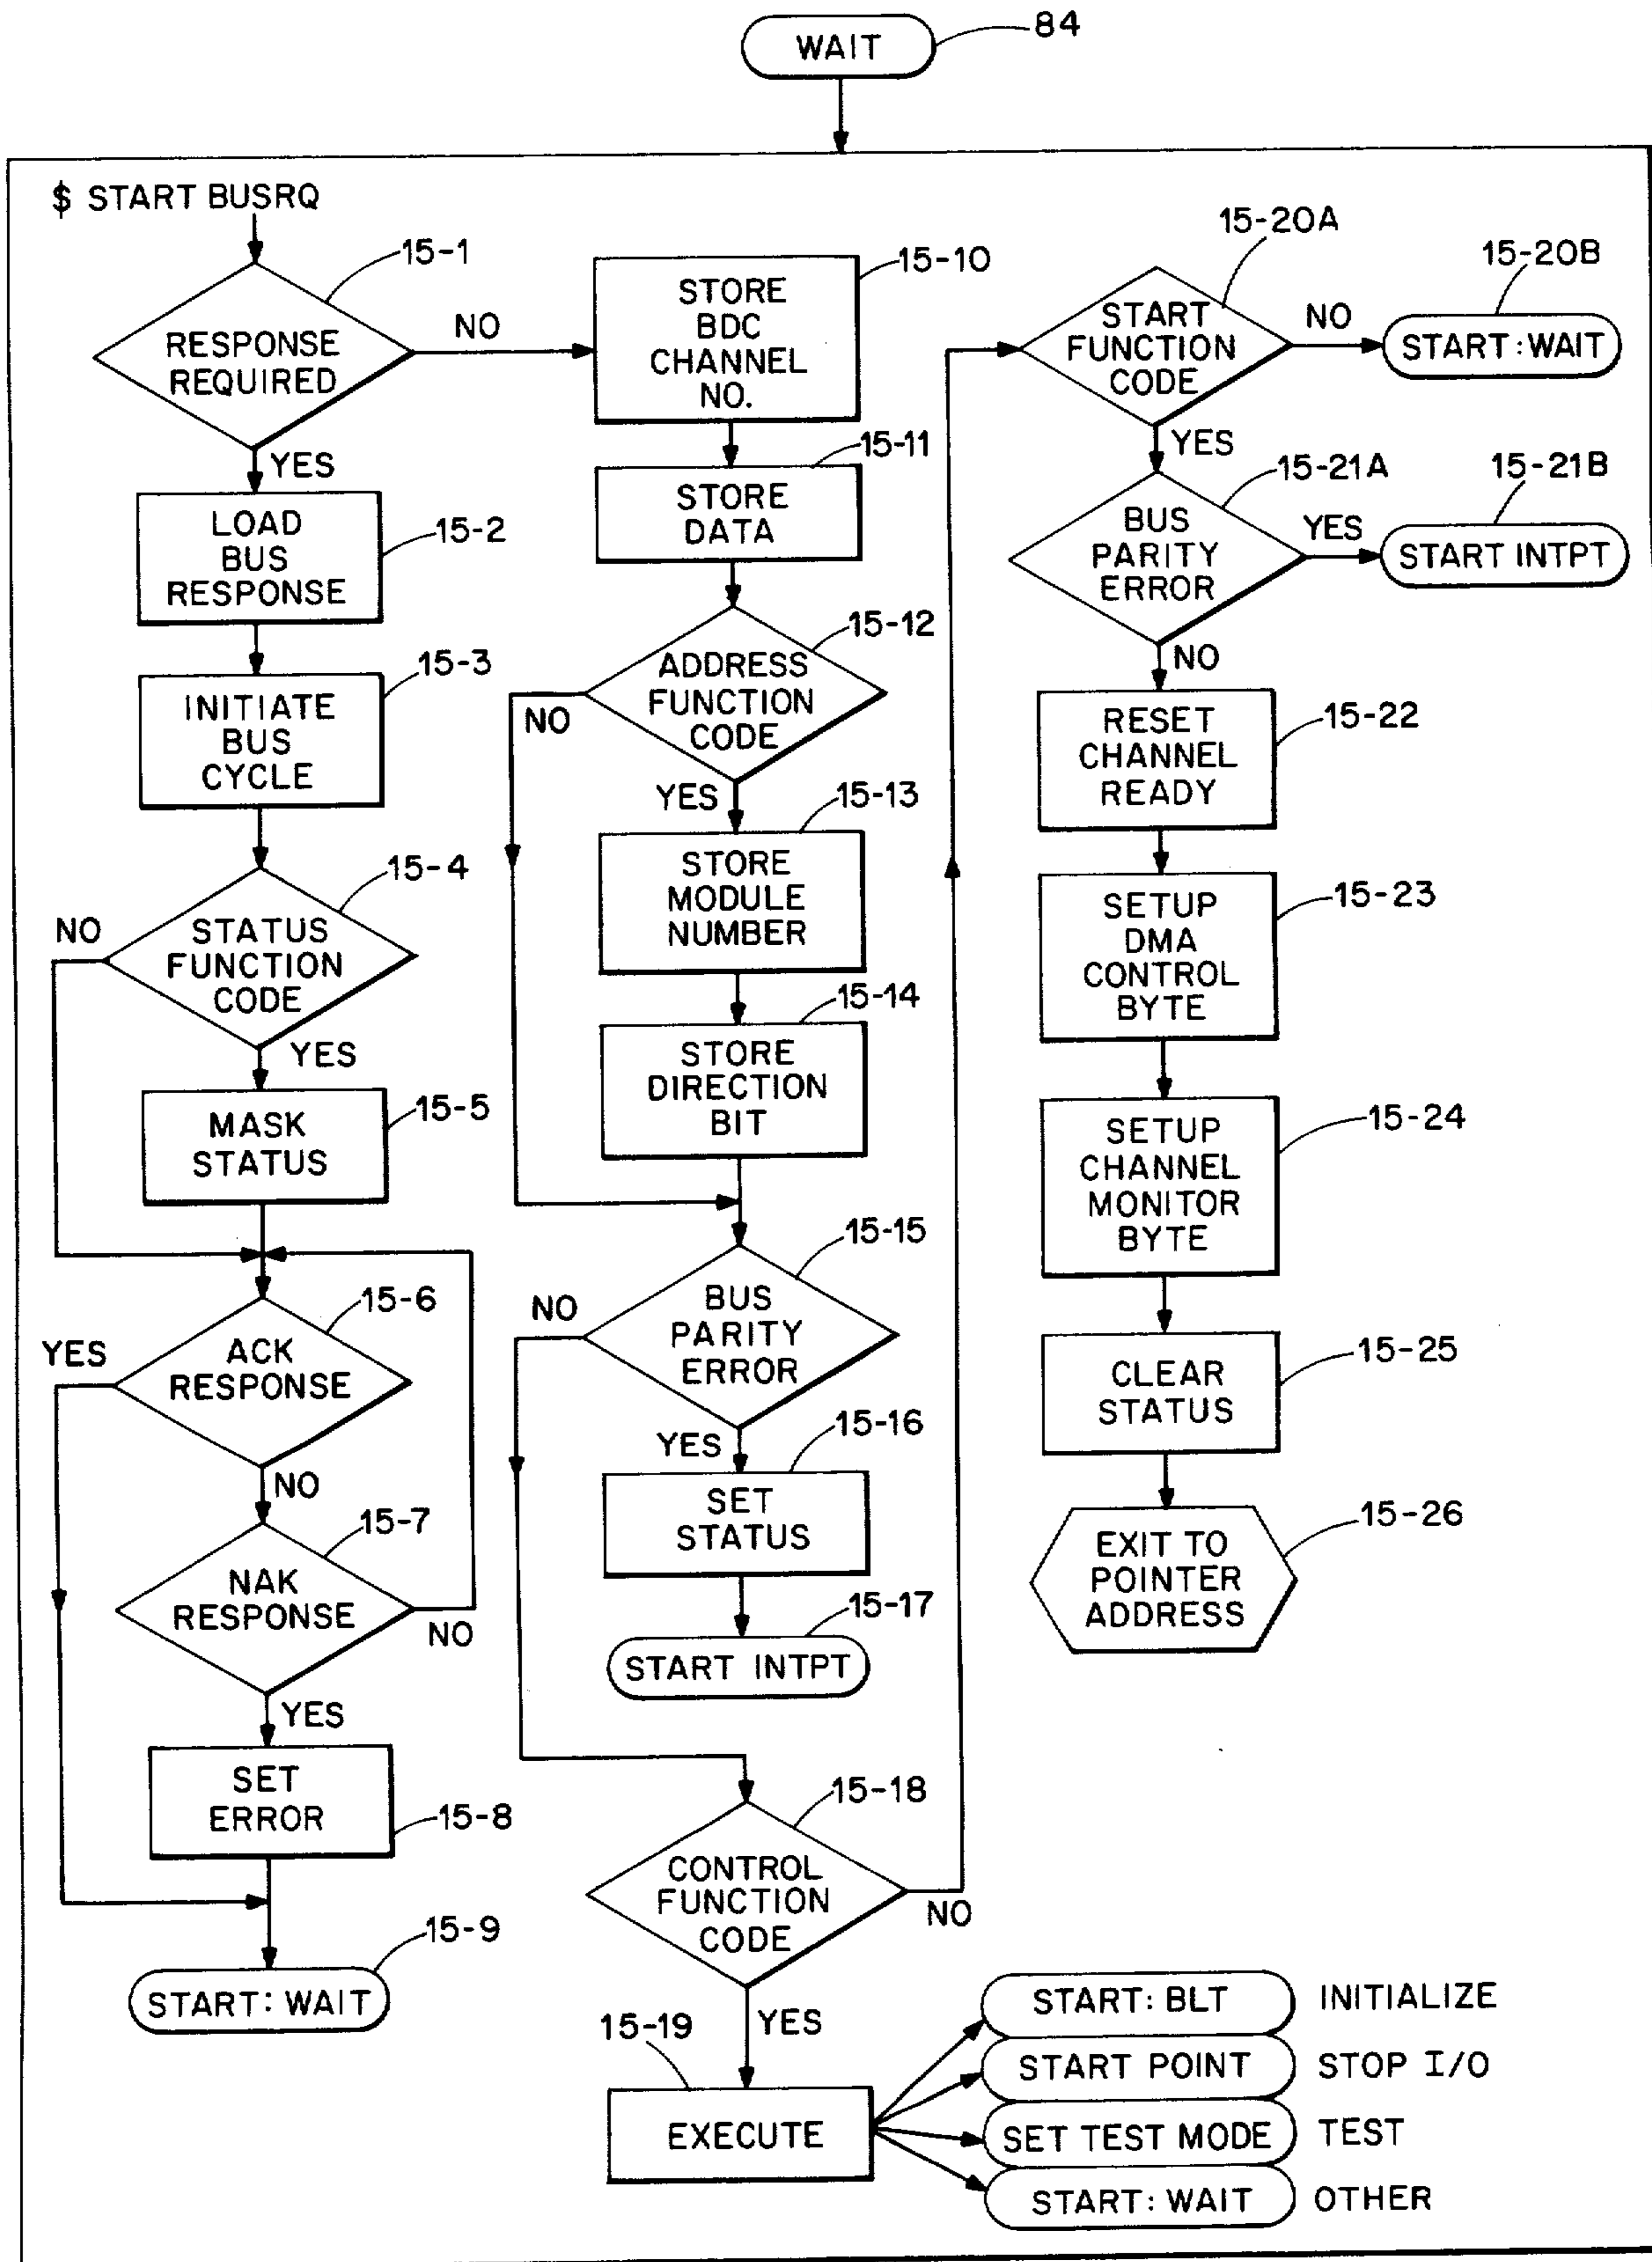 WAIT
84
$ START BUSRQ
15-1
RESPONSE
REQUIRED
NO
YES
LOAD
BUS
RESPONSE
15-2
15-3
INITIATE
BUS
CYCLE
15-4
NO
STATUS
FUNCTION
CODE
YES
MASK
STATUS
15-5
15-6
YES
ACK
RESPONSE
NO
15-7
NAK
RESPONSE
NO
YES
SET
ERROR
15-8
15-9
START: WAIT
15-10
STORE
BDC
CHANNEL
NO.
15-11
STORE
DATA
15-12
ADDRESS
FUNCTION
CODE
NO
YES
15-13
STORE
MODULE
NUMBER
15-14
STORE
DIRECTION
BIT
15-15
NO
BUS
PARITY
ERROR
YES
15-16
SET
STATUS
15-17
START INTPT
15-18
CONTROL
FUNCTION
CODE
NO
YES
15-19
EXECUTE
START: BLT
INITIALIZE
START POINT
STOP I/O
SET TEST MODE
TEST
START: WAIT
OTHER
15-20A
START
FUNCTION
CODE
NO
15-20B
START: WAIT
YES
15-21A
BUS
PARITY
ERROR
YES
15-21B
START INTPT
NO
RESET
CHANNEL
READY
15-22
SETUP
DMA
CONTROL
BYTE
15-23
SETUP
CHANNEL
MONITOR
BYTE
15-24
CLEAR
STATUS
15-25
EXIT TO
POINTER
ADDRESS
15-26